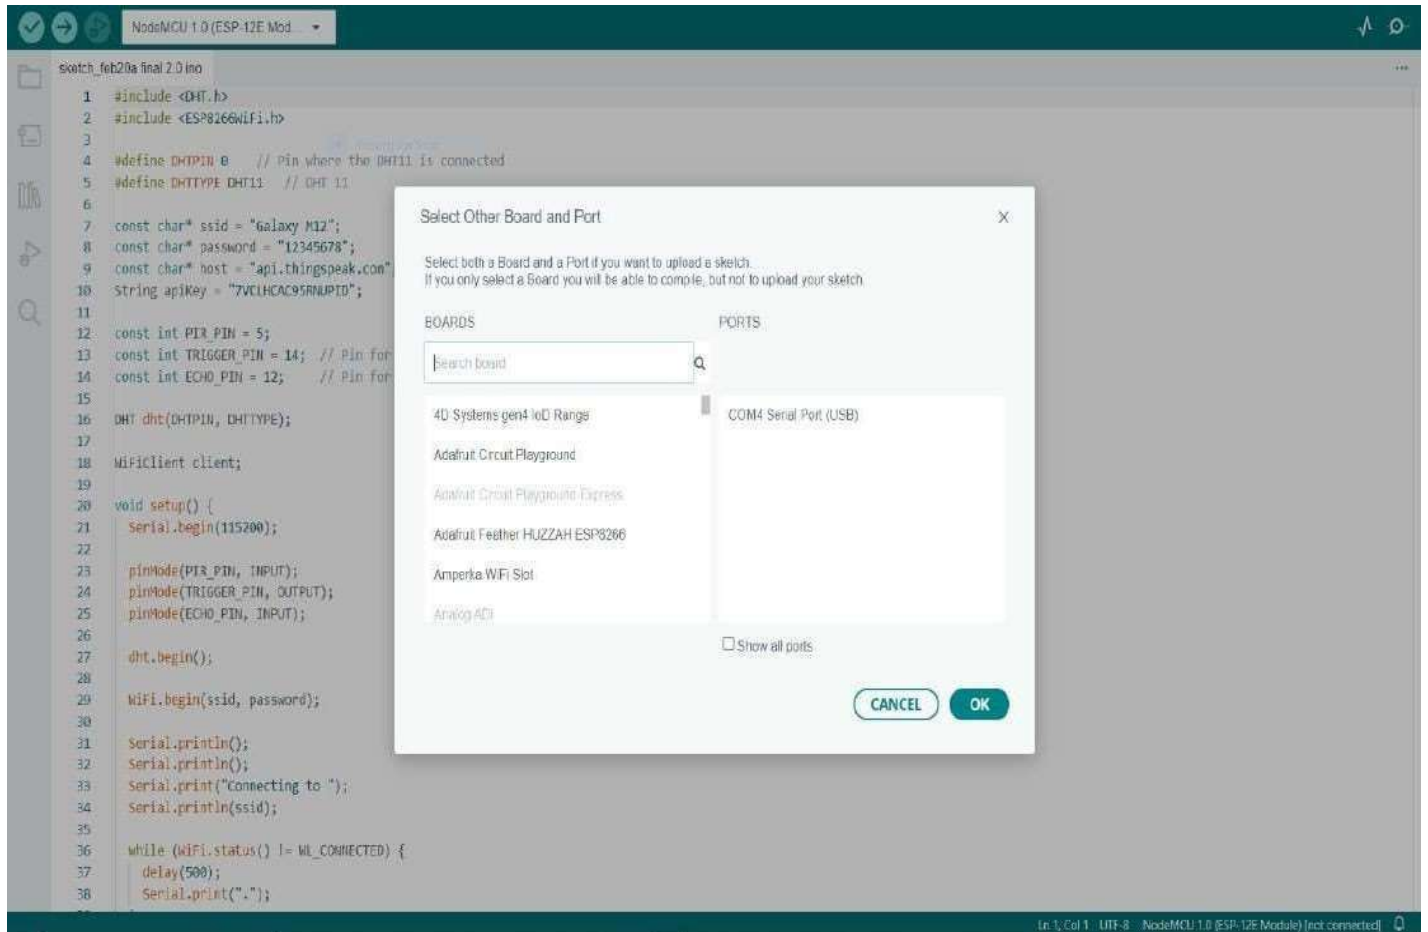 NodeMCU 1.0 (ESP-12E Mod...
sketch_feb20a final 2.0 ino
...
1 #include <DHT.h>
2 #include <ESP8266WiFi.h>
3
4 #define DHTPIN 0 // Pin where the DHT11 is connected
5 #define DHTTYPE DHT11 // DHT 11
6
7 const char* ssid = "Galaxy M12";
8 const char* password = "12345678";
9 const char* host = "api.thingspeak.com"
10 String apiKey = "7VCLHCAC95RNUPID";
11
12 const int PIR_PIN = 5;
13 const int TRIGGER_PIN = 14; // Pin for
14 const int ECHO_PIN = 12; // Pin for
15
16 DHT dht(DHTPIN, DHTTYPE);
17
18 WiFiClient client;
19
20 void setup() {
21 Serial.begin(115200);
22
23 pinMode(PIR_PIN, INPUT);
24 pinMode(TRIGGER_PIN, OUTPUT);
25 pinMode(ECHO_PIN, INPUT);
26
27 dht.begin();
28
29 WiFi.begin(ssid, password);
30
31 Serial.println();
32 Serial.println();
33 Serial.print("Connecting to ");
34 Serial.println(ssid);
35
36 while (WiFi.status() != WL_CONNECTED) {
37 delay(500);
38 Serial.print(".");
Select Other Board and Port X
Select both a Board and a Port if you want to upload a sketch.
If you only select a Board you will be able to compile, but not to upload your sketch.
BOARDS
Search board
4D Systems gen4 IoD Range
Adafruit Circuit Playground
Adafruit Circuit Playground Express
Adafruit Feather HUZZAH ESP8266
Amperka WiFi Slot
Analog ADI
PORTS
COM4 Serial Port (USB)
Show all ports
CANCEL OK
Ln 1, Col 1 UTF-8 NodeMCU 1.0 (ESP-12E Module) [not connected]